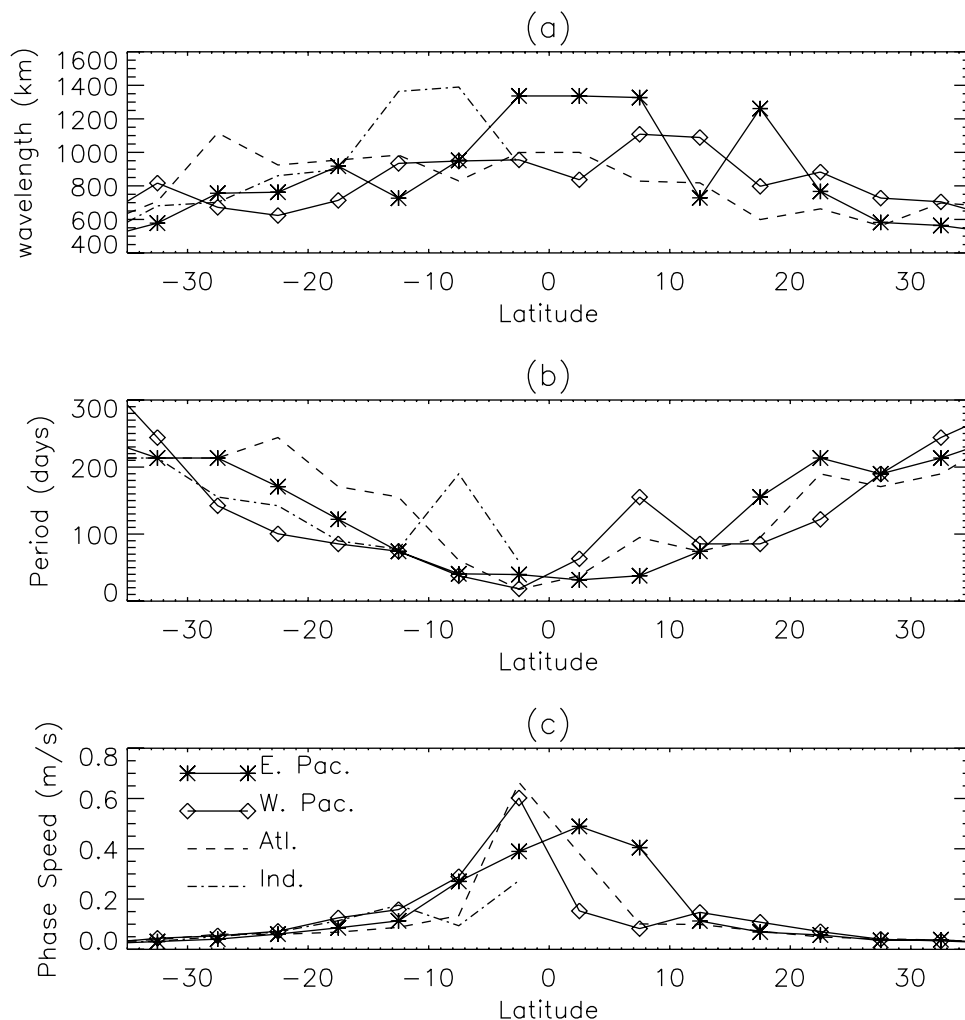 (a)
wavelength (km)
1600
1400
1200
1000
800
600
400
−30 −20 −10 0 10 20 30
Latitude
(b)
Period (days)
300
200
100
0
−30 −20 −10 0 10 20 30
Latitude
(c)
Phase Speed (m/s)
0.8
0.6
0.4
0.2
0.0
E. Pac.
W. Pac.
Atl.
Ind.
−30 −20 −10 0 10 20 30
Latitude